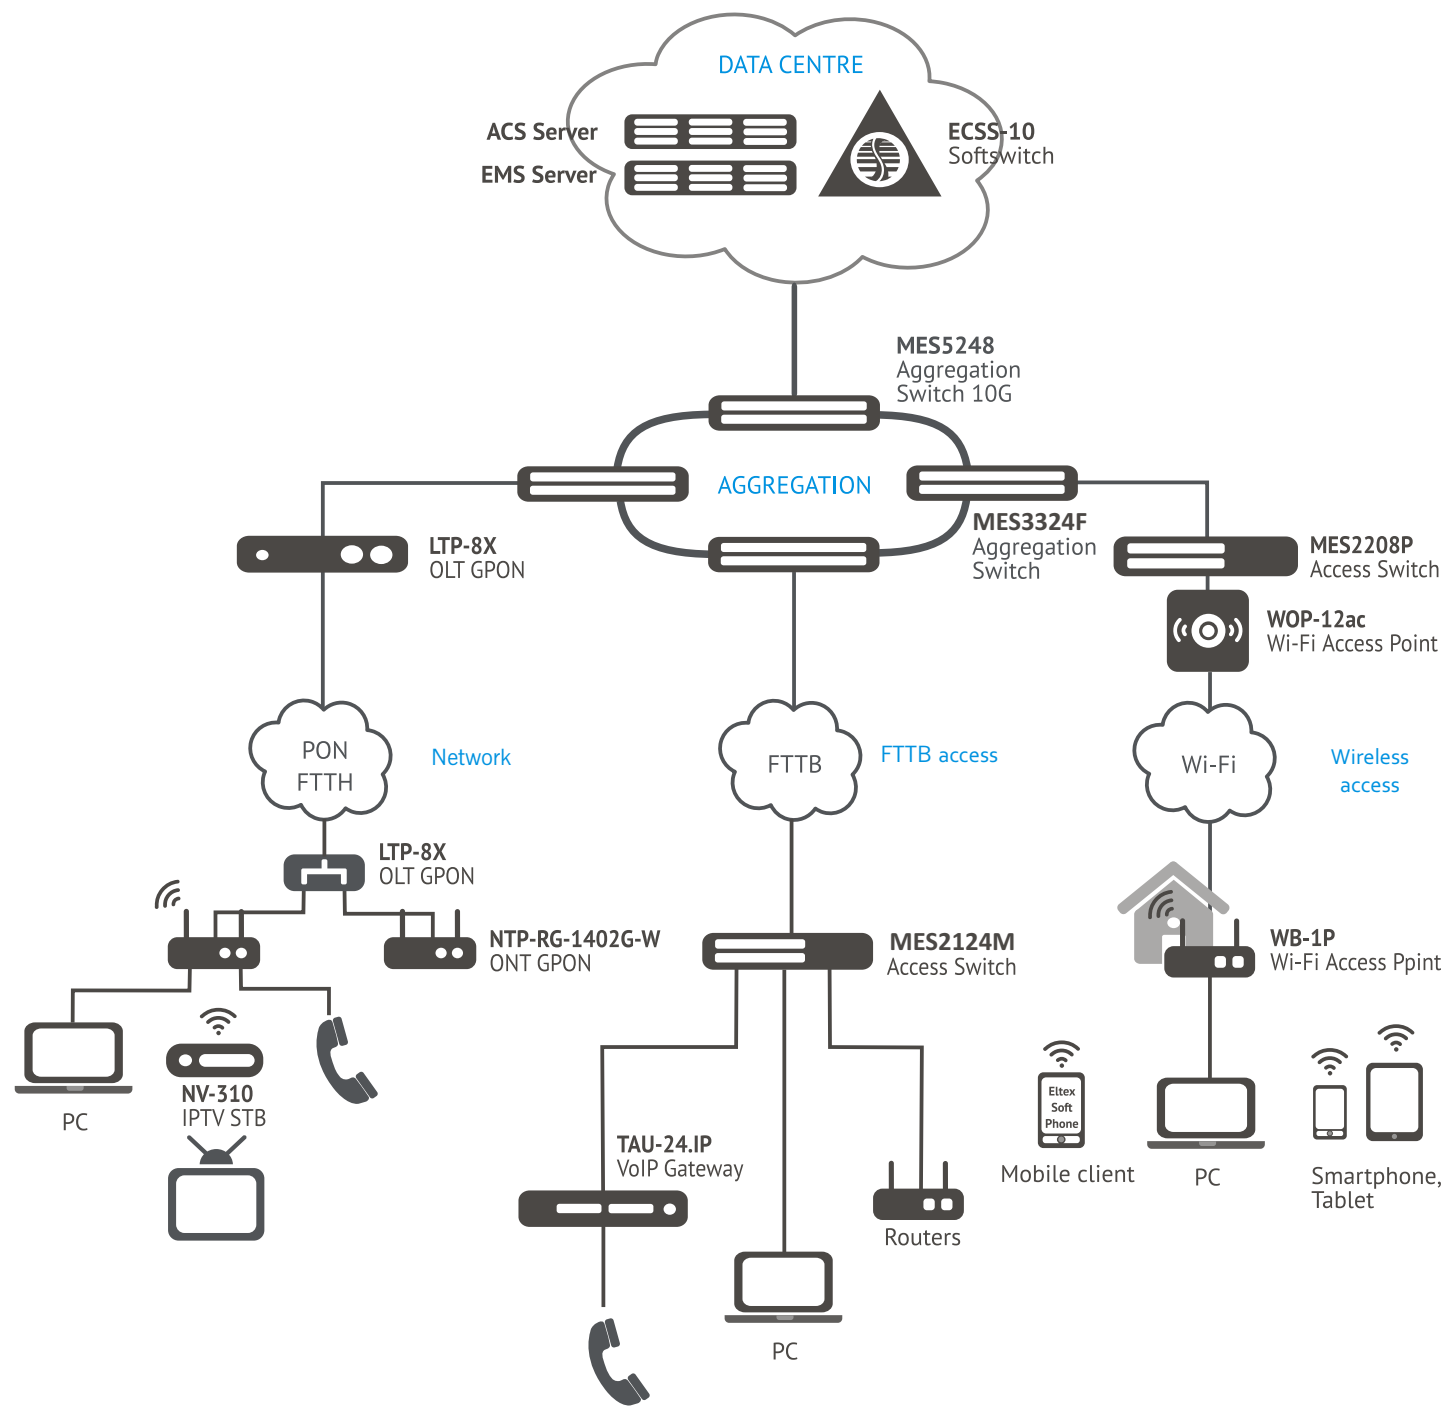 DATA CENTRE
ACS Server
EMS Server
ECSS-10
Softswitch
MES5248
Aggregation
Switch 10G
AGGREGATION
MES3324F
Aggregation
Switch
LTP-8X
OLT GPON
MES2208P
Access Switch
WOP-12ac
Wi-Fi Access Point
PON
FTTH
Network
FTTB
FTTB access
Wi-Fi
Wireless
access
LTP-8X
OLT GPON
NTP-RG-1402G-W
ONT GPON
MES2124M
Access Switch
WB-1P
Wi-Fi Access Ppint
NV-310
IPTV STB
PC
TAU-24.IP
VoIP Gateway
Routers
PC
Eltex
Soft
Phone
Mobile client
PC
Smartphone,
Tablet